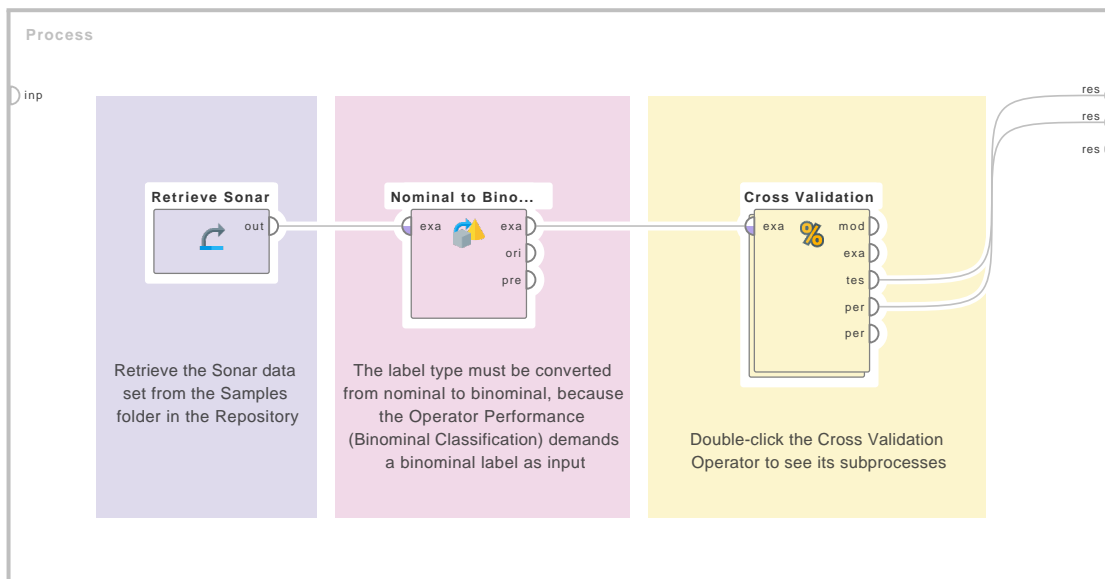 Process
inp
res
res
res
Retrieve Sonar
out
Nominal to Bino...
exa
exa
ori
pre
Cross Validation
exa
mod
exa
tes
per
per
Retrieve the Sonar data
set from the Samples
folder in the Repository
The label type must be converted
from nominal to binominal, because
the Operator Performance
(Binominal Classification) demands
a binominal label as input
Double-click the Cross Validation
Operator to see its subprocesses